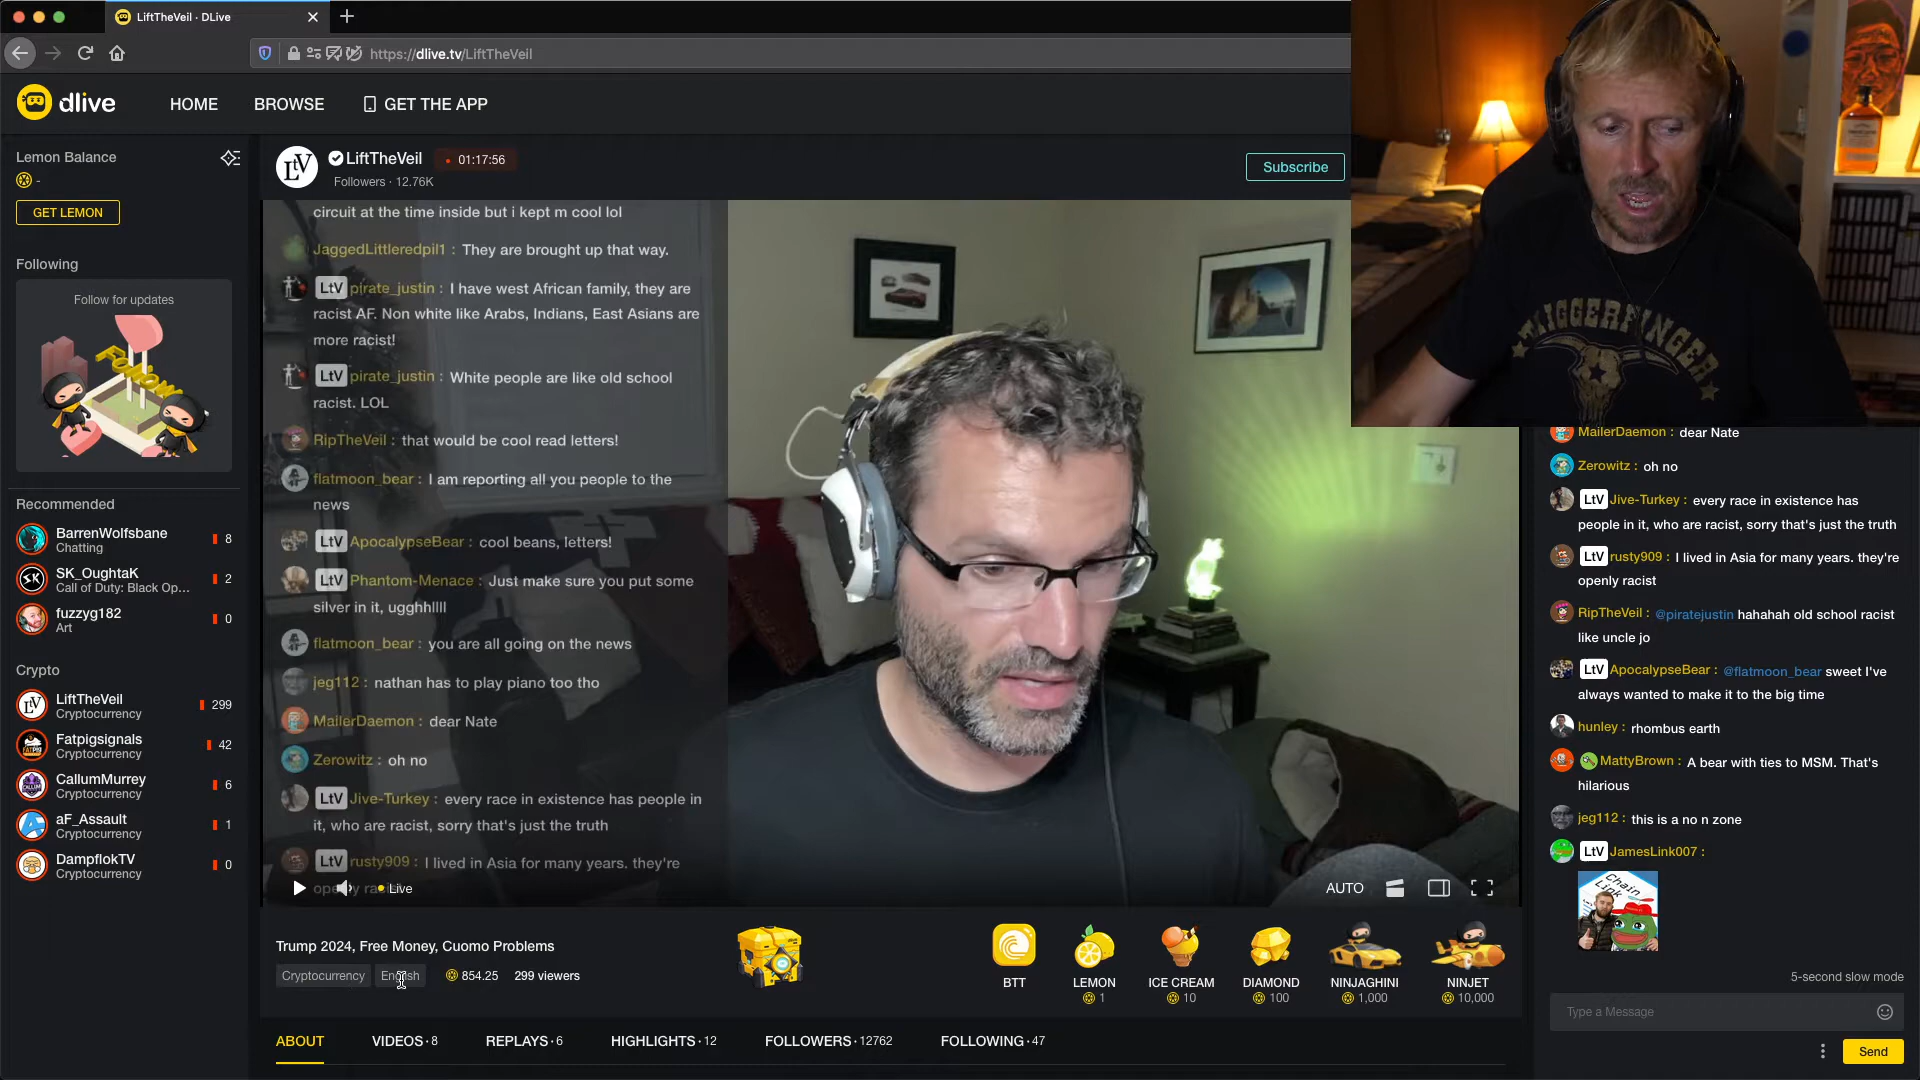 LiftTheVeil · DLive
https://dlive.tv/LiftTheVeil
dlive
HOME
BROWSE
GET THE APP
Lemon Balance
-
GET LEMON
Following
Follow for updates
Follow
Recommended
BarrenWolfsbane
8
Chatting
SK_OughtaK
2
Call of Duty: Black Op...
fuzzyg182
0
Art
Crypto
LiftTheVeil
299
Cryptocurrency
Fatpigsignals
42
Cryptocurrency
CallumMurrey
6
Cryptocurrency
aF_Assault
1
Cryptocurrency
DampflokTV
0
Cryptocurrency
LtV
LiftTheVeil
01:17:56
Followers · 12.76K
Subscribe
circuit at the time inside but i kept m cool lol
JaggedLittleredpil1 : They are brought up that way.
LtV pirate_justin : I have west African family, they are
racist AF. Non white like Arabs, Indians, East Asians are
more racist!
LtV pirate_justin : White people are like old school
racist. LOL
RipTheVeil : that would be cool read letters!
flatmoon_bear : I am reporting all you people to the
news
LtV ApocalypseBear : cool beans, letters!
LtV Phantom-Menace : Just make sure you put some
silver in it, ugghhllll
flatmoon_bear : you are all going on the news
jeg112 : nathan has to play piano too tho
MailerDaemon : dear Nate
Zerowitz : oh no
LtV Jive-Turkey : every race in existence has people in
it, who are racist, sorry that's just the truth
LtV rusty909 : I lived in Asia for many years. they're
openly racist
Live
AUTO
Trump 2024, Free Money, Cuomo Problems
Cryptocurrency
English
854.25
299 viewers
BTT
LEMON
1
ICE CREAM
10
DIAMOND
100
NINJAGHINI
1,000
NINJET
10,000
ABOUT
VIDEOS · 8
REPLAYS · 6
HIGHLIGHTS · 12
FOLLOWERS · 12762
FOLLOWING · 47
TRIGGERFINGER
MailerDaemon : dear Nate
Zerowitz : oh no
LtV Jive-Turkey : every race in existence has
people in it, who are racist, sorry that's just the truth
LtV rusty909 : I lived in Asia for many years. they're
openly racist
RipTheVeil : @piratejustin hahahah old school racist
like uncle jo
LtV ApocalypseBear : @flatmoon_bear sweet I've
always wanted to make it to the big time
hunley : rhombus earth
MattyBrown : A bear with ties to MSM. That's
hilarious
jeg112 : this is a no n zone
LtV JamesLink007 :
Chain
Link
5-second slow mode
Type a Message
Send